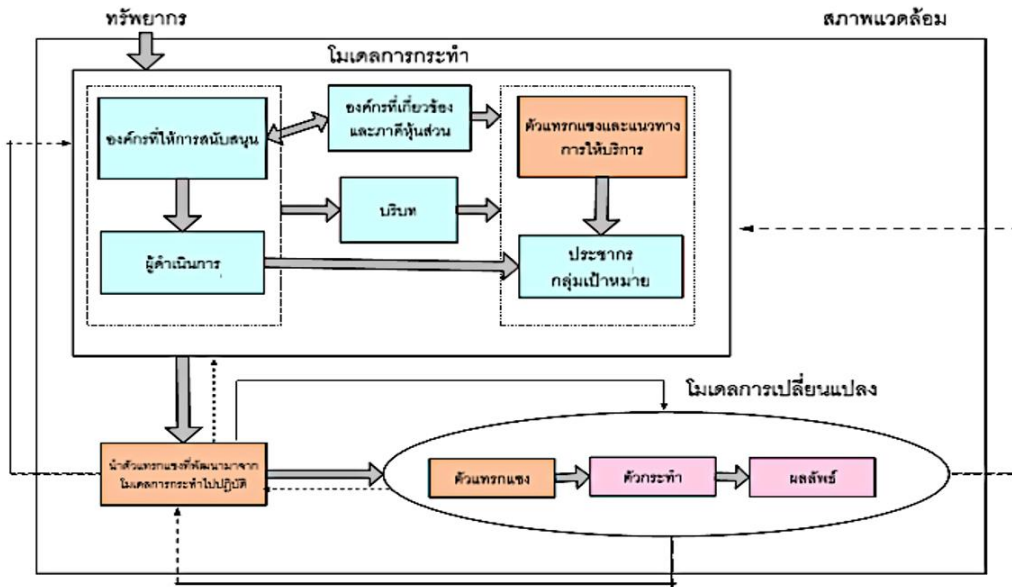 ทรัพยากร
สภาพแวดล้อม
โมเดลการกระทำ
องค์กรที่ให้การสนับสนุน
องค์กรที่เกี่ยวข้อง
และภาคีหุ้นส่วน
ตัวแทรกแซงและแนวทาง
การให้บริการ
บริบท
ผู้ดำเนินการ
ประชากร
กลุ่มเป้าหมาย
โมเดลการเปลี่ยนแปลง
นำตัวแทรกแซงที่พัฒนามาจาก
โมเดลการกระทำไปปฏิบัติ
ตัวแทรกแซง
ตัวกระทำ
ผลลัพธ์